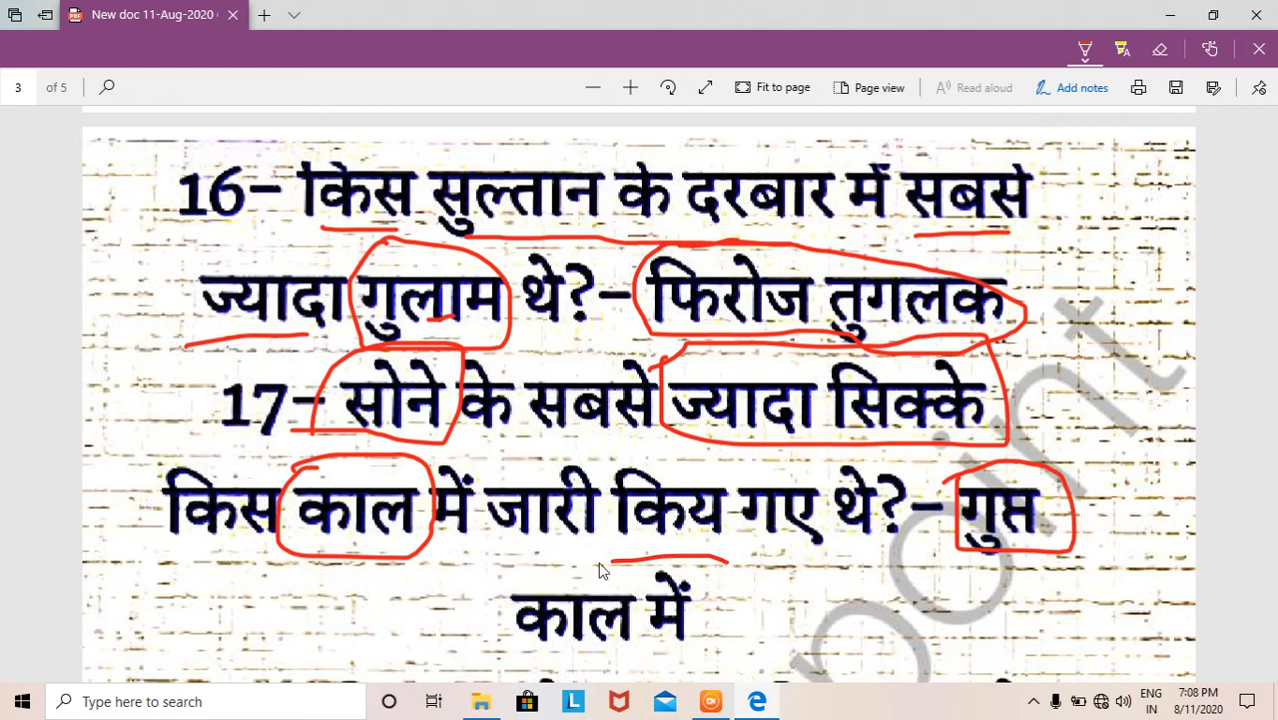 New doc 11-Aug-2020
3 of 5
Fit to page
Page view
Read aloud
Add notes
16- किस सुल्तान के दरबार में सबसे
ज्यादा गुलाम थे?- फिरोज तुगलक
17- सोने के सबसे ज्यादा सिक्के
किस काल में जारी किय गए थे?- गुप्त
काल में
point
Type here to search
ENG
IN
7:08 PM
8/11/2020